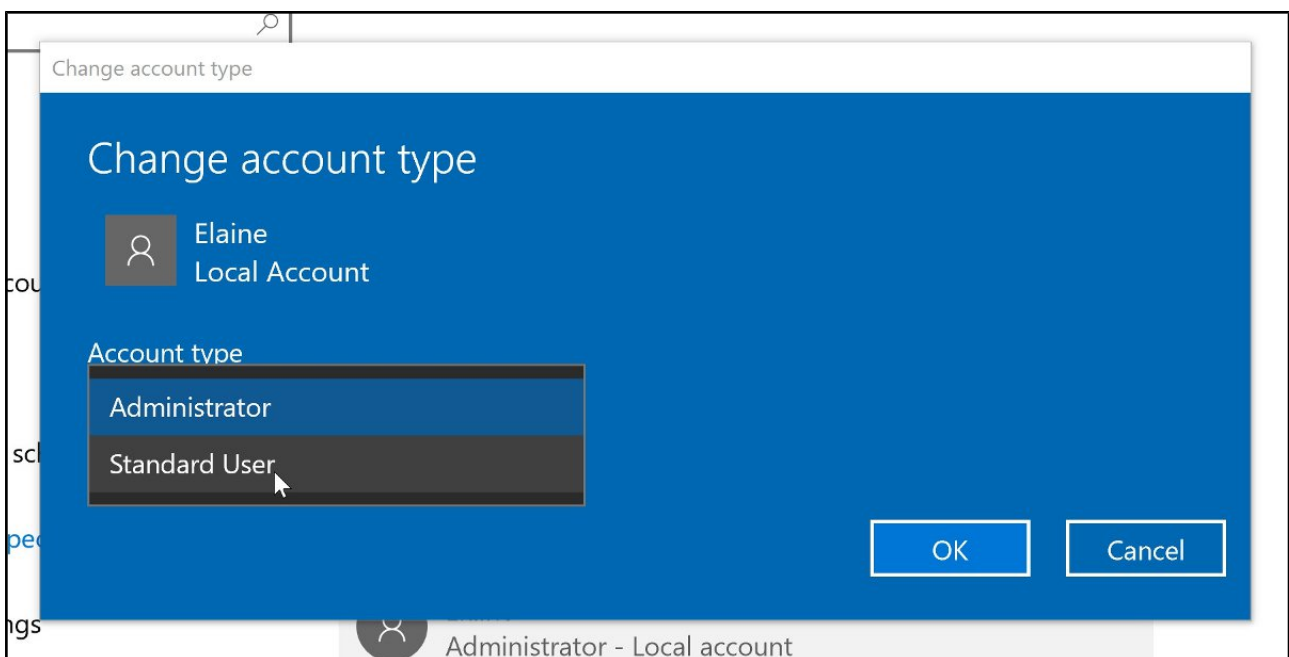 Change account type
Change account type
Elaine
Local Account
Account type
Administrator
Standard User
OK
Cancel
Administrator - Local account